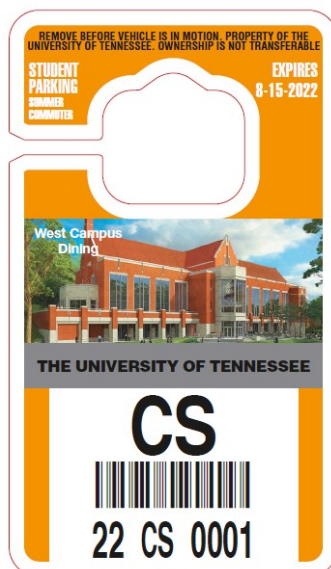 REMOVE BEFORE VEHICLE IS IN MOTION. PROPERTY OF THE
UNIVERSITY OF TENNESSEE. OWNERSHIP IS NOT TRANSFERABLE
STUDENT
PARKING
SUMMER
COMMUTER
EXPIRES
8-15-2022
West Campus
Dining
THE UNIVERSITY OF TENNESSEE
CS
22 CS 0001